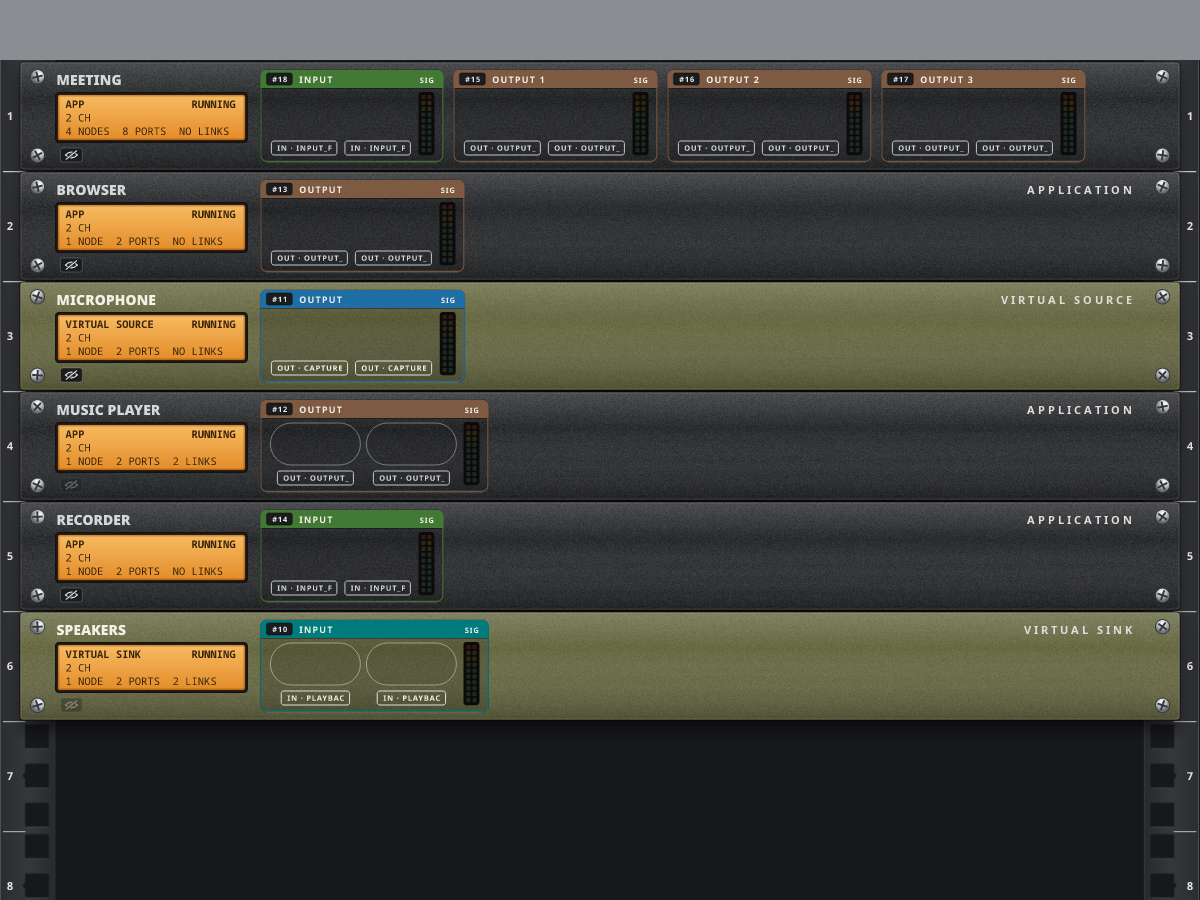 1
MEETING
APP RUNNING
2 CH
4 NODES 8 PORTS NO LINKS
#18 INPUT SIG
IN · INPUT_F IN · INPUT_F
#15 OUTPUT 1 SIG
OUT · OUTPUT_ OUT · OUTPUT_
#16 OUTPUT 2 SIG
OUT · OUTPUT_ OUT · OUTPUT_
#17 OUTPUT 3 SIG
OUT · OUTPUT_ OUT · OUTPUT_
1
2
BROWSER
APP RUNNING
2 CH
1 NODE 2 PORTS NO LINKS
#13 OUTPUT SIG
OUT · OUTPUT_ OUT · OUTPUT_
APPLICATION
2
3
MICROPHONE
VIRTUAL SOURCE RUNNING
2 CH
1 NODE 2 PORTS NO LINKS
#11 OUTPUT SIG
OUT · CAPTURE OUT · CAPTURE
VIRTUAL SOURCE
3
4
MUSIC PLAYER
APP RUNNING
2 CH
1 NODE 2 PORTS 2 LINKS
#12 OUTPUT SIG
OUT · OUTPUT_ OUT · OUTPUT_
APPLICATION
4
5
RECORDER
APP RUNNING
2 CH
1 NODE 2 PORTS NO LINKS
#14 INPUT SIG
IN · INPUT_F IN · INPUT_F
APPLICATION
5
6
SPEAKERS
VIRTUAL SINK RUNNING
2 CH
1 NODE 2 PORTS 2 LINKS
#10 INPUT SIG
IN · PLAYBAC IN · PLAYBAC
VIRTUAL SINK
6
7
7
8
8